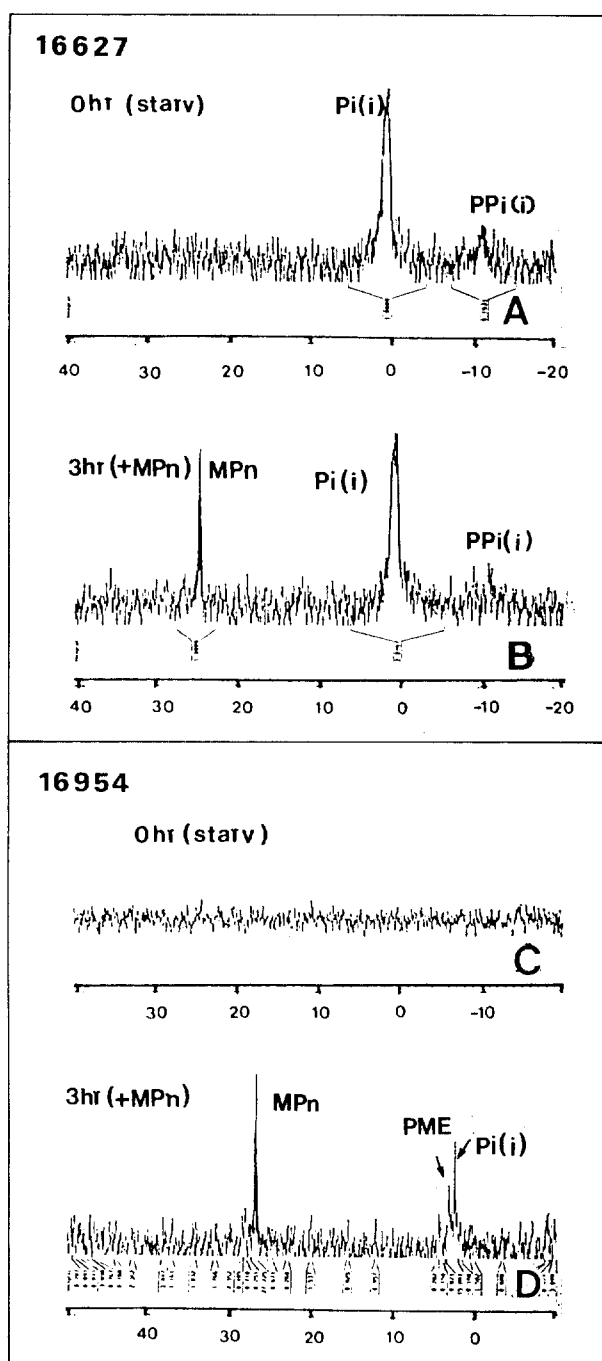 16627
0hr (starv)
Pi(i)
PPi(i)
A
40 30 20 10 0 -10 -20
3hr (+MPn) MPn
Pi(i)
PPi(i)
B
40 30 20 10 0 -10 -20
16954
0hr (starv)
C
30 20 10 0 -10
3hr (+MPn)
MPn
PME
Pi(i)
D
40 30 20 10 0